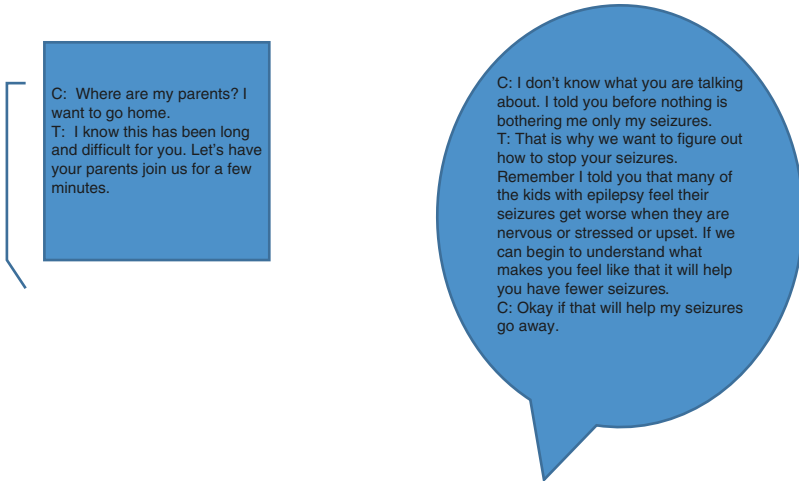 C:  Where are my parents? I
want to go home.
T:  I know this has been long
and difficult for you. Let's have
your parents join us for a few
minutes.
C: I don't know what you are talking
about. I told you before nothing is
bothering me only my seizures.
T: That is why we want to figure out
how to stop your seizures.
Remember I told you that many of
the kids with epilepsy feel their
seizures get worse when they are
nervous or stressed or upset. If we
can begin to understand what
makes you feel like that it will help
you have fewer seizures.
C: Okay if that will help my seizures
go away.